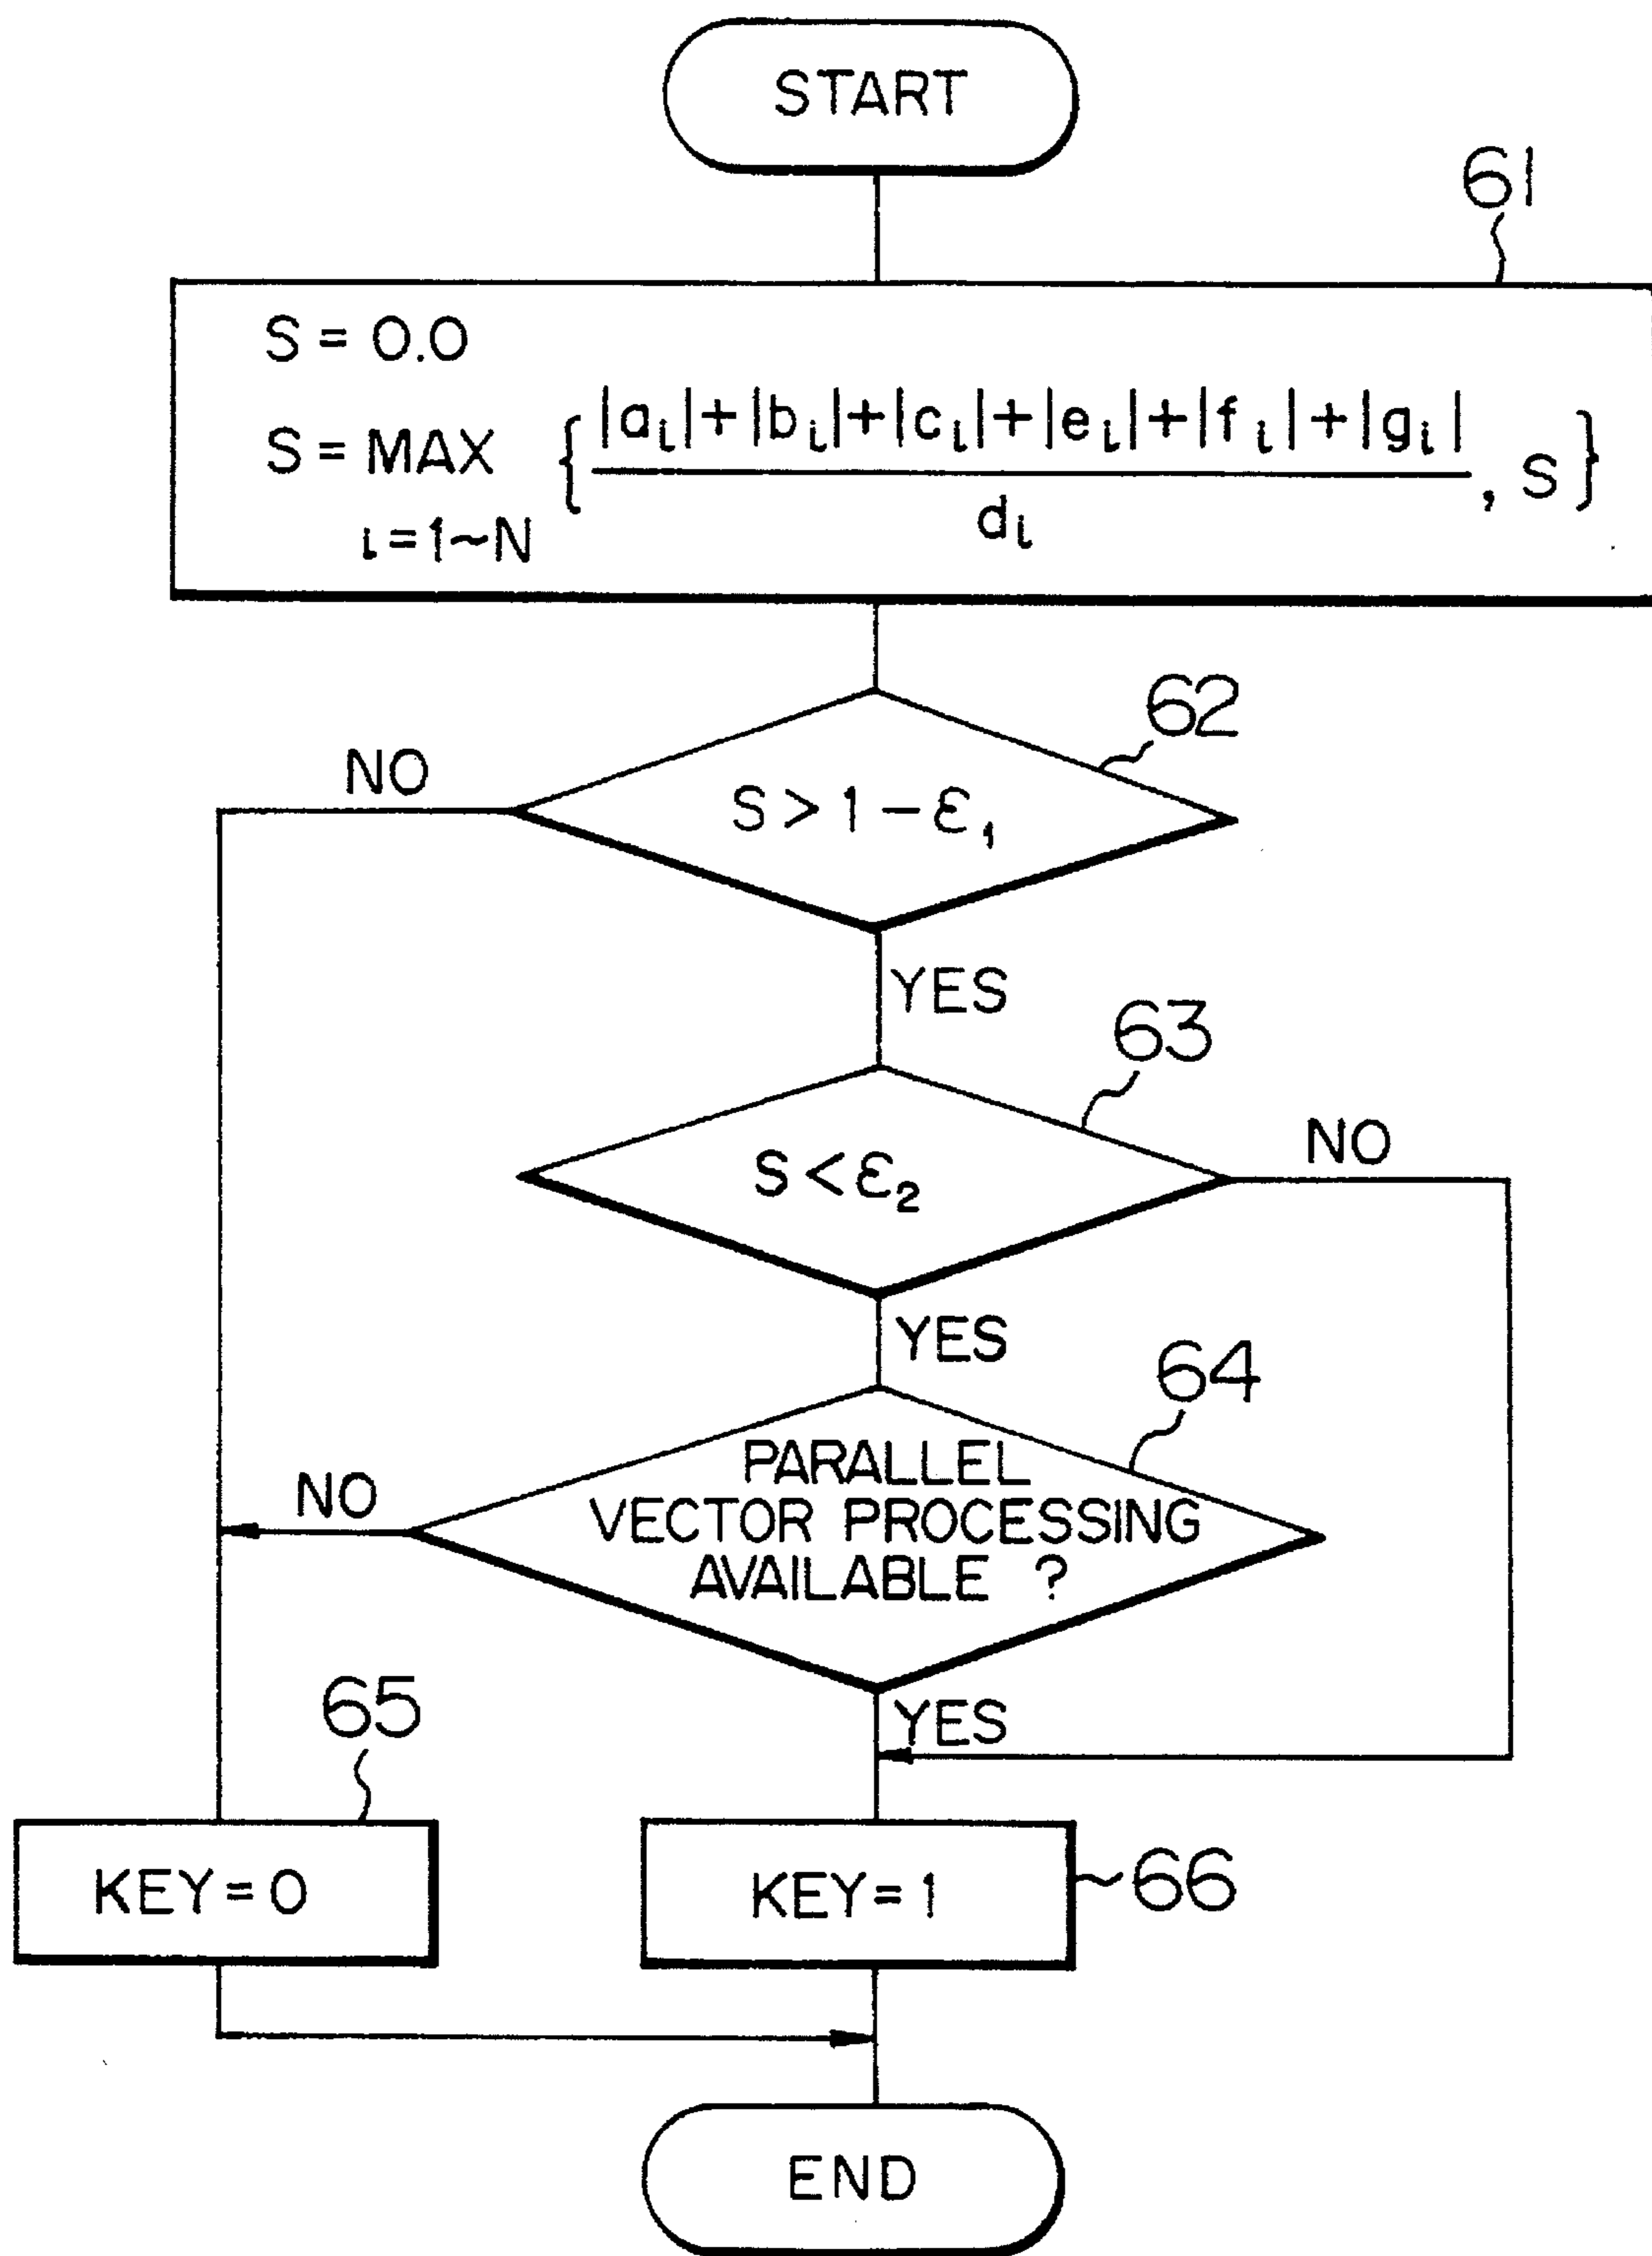 START
61
S = 0.0
S = MAX { |aᵢ|+|bᵢ|+|cᵢ|+|eᵢ|+|fᵢ|+|gᵢ| / dᵢ , S }
i=1~N
62
NO
S > 1 − ε₁
YES
63
NO
S < ε₂
YES
64
NO
PARALLEL
VECTOR PROCESSING
AVAILABLE ?
YES
65
KEY = 0
KEY = 1
66
END